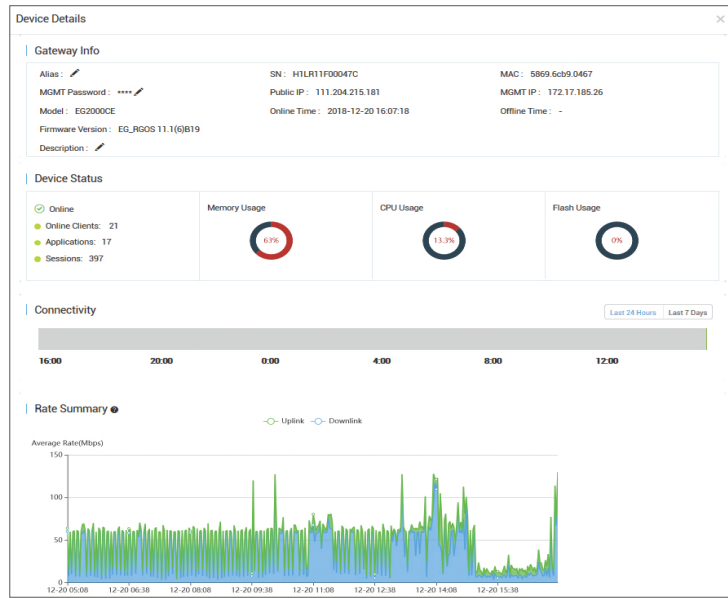 Device Details
Gateway Info
Alias : SN : H1LR11F00047C MAC : 5869.6cb9.0467
MGMT Password : **** Public IP : 111.204.215.181 MGMT IP : 172.17.185.26
Model : EG2000CE Online Time : 2018-12-20 16:07:18 Offline Time : -
Firmware Version : EG_RGOS 11.1(6)B19
Description :
Device Status
Online Memory Usage CPU Usage Flash Usage
Online Clients: 21
Applications: 17
Sessions: 397
63% 13.3% 0%
Connectivity Last 24 Hours Last 7 Days
16:00 20:00 0:00 4:00 8:00 12:00
Rate Summary
Uplink Downlink
Average Rate(Mbps)
150
100
50
0
12-20 05:08 12-20 06:38 12-20 08:08 12-20 09:38 12-20 11:08 12-20 12:38 12-20 14:08 12-20 15:38